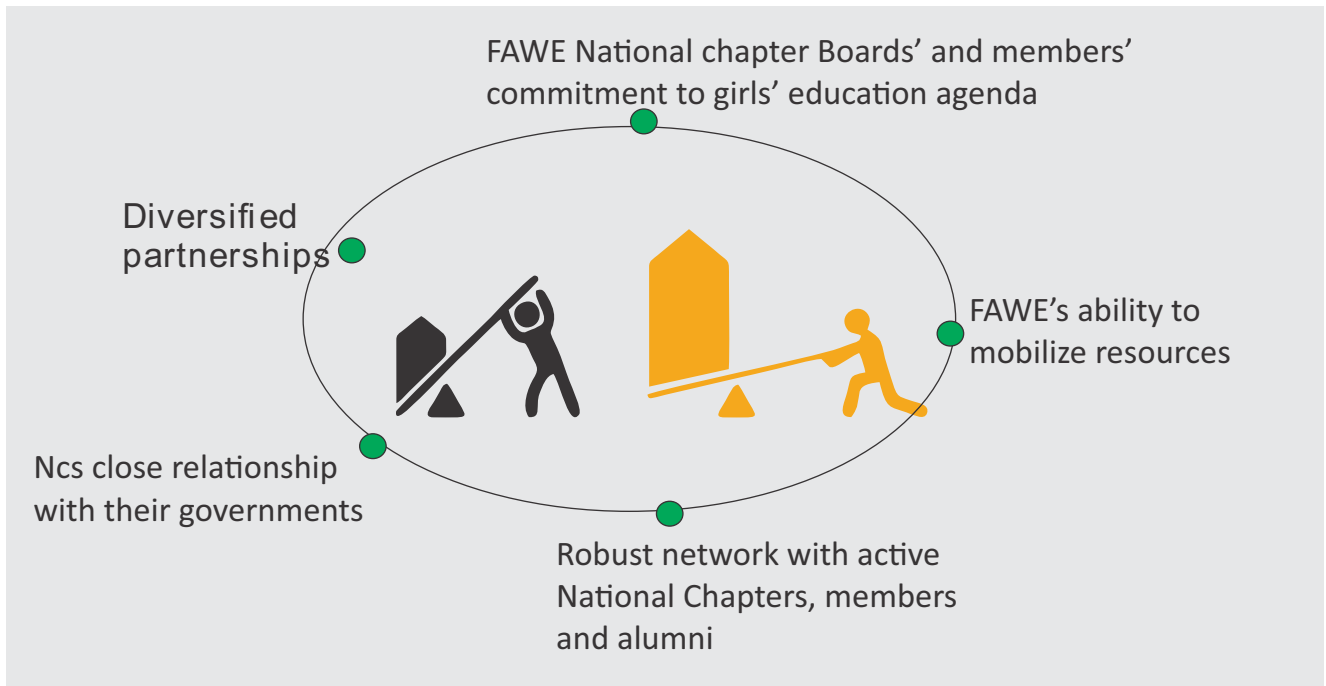 FAWE National chapter Boards’ and members’
commitment to girls’ education agenda
Diversified
partnerships
FAWE’s ability to
mobilize resources
Ncs close relationship
with their governments
Robust network with active
National Chapters, members
and alumni